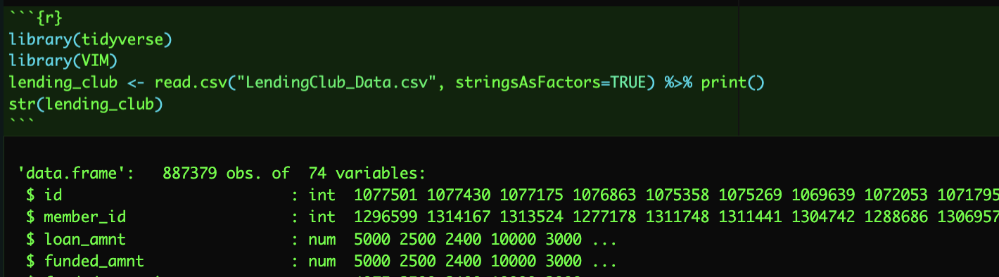 ```{r}
library(tidyverse)
library(VIM)
lending_club <- read.csv("LendingClub_Data.csv", stringsAsFactors=TRUE) %>% print()
str(lending_club)
```
'data.frame':   887379 obs. of  74 variables:
 $ id                         : int  1077501 1077430 1077175 1076863 1075358 1075269 1069639 1072053 1071795
 $ member_id                  : int  1296599 1314167 1313524 1277178 1311748 1311441 1304742 1288686 1306957
 $ loan_amnt                  : num  5000 2500 2400 10000 3000 ...
 $ funded_amnt                : num  5000 2500 2400 10000 3000 ...